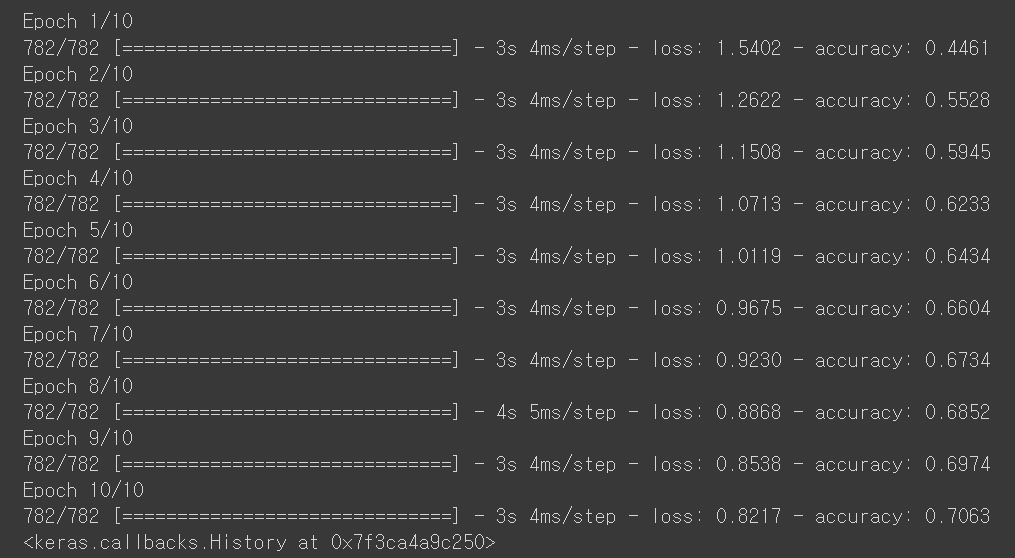 Epoch 1/10
782/782 [==============================] - 3s 4ms/step - loss: 1.5402 - accuracy: 0.4461
Epoch 2/10
782/782 [==============================] - 3s 4ms/step - loss: 1.2622 - accuracy: 0.5528
Epoch 3/10
782/782 [==============================] - 3s 4ms/step - loss: 1.1508 - accuracy: 0.5945
Epoch 4/10
782/782 [==============================] - 3s 4ms/step - loss: 1.0713 - accuracy: 0.6233
Epoch 5/10
782/782 [==============================] - 3s 4ms/step - loss: 1.0119 - accuracy: 0.6434
Epoch 6/10
782/782 [==============================] - 3s 4ms/step - loss: 0.9675 - accuracy: 0.6604
Epoch 7/10
782/782 [==============================] - 3s 4ms/step - loss: 0.9230 - accuracy: 0.6734
Epoch 8/10
782/782 [==============================] - 4s 5ms/step - loss: 0.8868 - accuracy: 0.6852
Epoch 9/10
782/782 [==============================] - 3s 4ms/step - loss: 0.8538 - accuracy: 0.6974
Epoch 10/10
782/782 [==============================] - 3s 4ms/step - loss: 0.8217 - accuracy: 0.7063
<keras.callbacks.History at 0x7f3ca4a9c250>